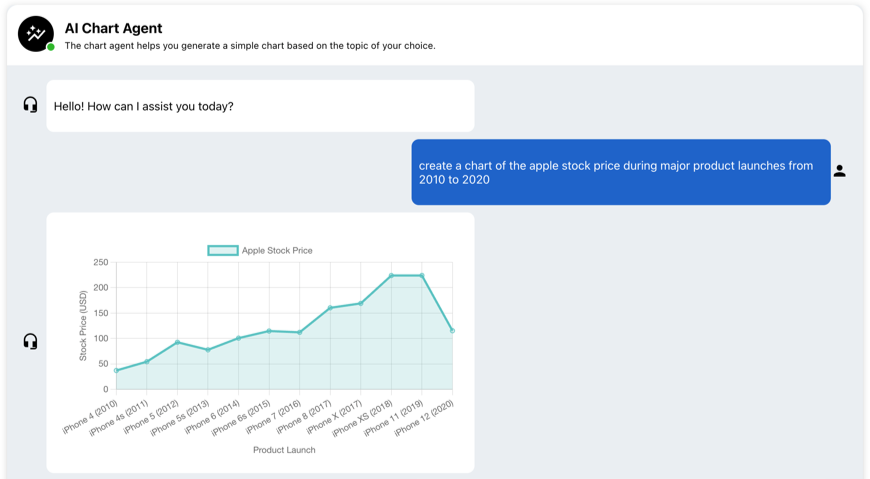 AI Chart Agent
The chart agent helps you generate a simple chart based on the topic of your choice.
Hello! How can I assist you today?
create a chart of the apple stock price during major product launches from
2010 to 2020
Apple Stock Price
250
200
150
100
50
0
Stock Price (USD)
iPhone 4 (2010)
iPhone 4s (2011)
iPhone 5 (2012)
iPhone 5s (2013)
iPhone 6 (2014)
iPhone 6s (2015)
iPhone 7 (2016)
iPhone 8 (2017)
iPhone X (2017)
iPhone XS (2018)
iPhone 11 (2019)
iPhone 12 (2020)
Product Launch